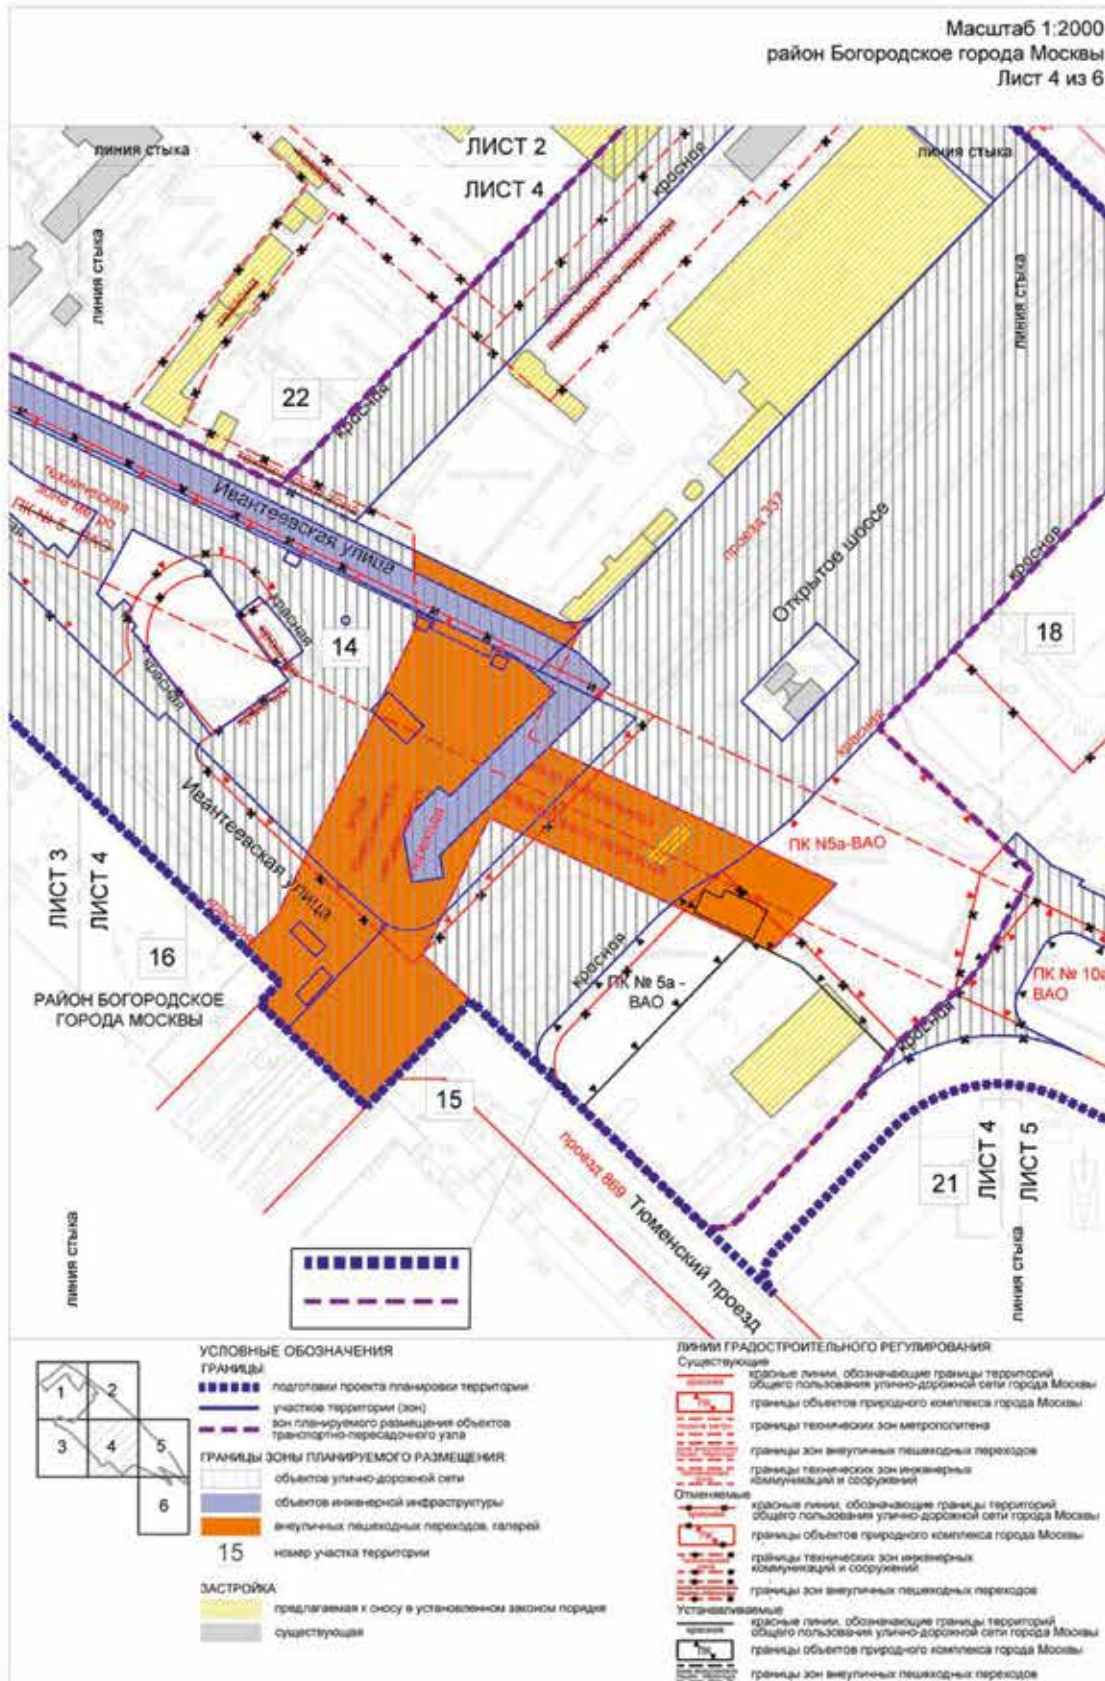 Масштаб 1:2000
район Богородское города Москвы
Лист 4 из 6
линия стыка
ЛИСТ 2
ЛИСТ 4
красная
линия стыка
линия стыка
линия стыка
22
красная
Ивантеевская улица
техническая
зона метро
ПК № 5 - ВАО
проезд 337
Открытое шоссе
красная
18
красная
14
красная
красная
Ивантеевская улица
ПК N5а-ВАО
ЛИСТ 3
ЛИСТ 4
16
РАЙОН БОГОРОДСКОЕ
ГОРОДА МОСКВЫ
красная
ПК № 5а -
ВАО
ПК № 10а
ВАО
красная
15
проезд 869
Тюменский проезд
21
ЛИСТ 4
ЛИСТ 5
линия стыка
линия стыка
1
2
3
4
5
6
УСЛОВНЫЕ ОБОЗНАЧЕНИЯ
ГРАНИЦЫ
подготовки проекта планировки территории
участков территории (зон)
зон планируемого размещения объектов
транспортно-пересадочного узла
ГРАНИЦЫ ЗОНЫ ПЛАНИРУЕМОГО РАЗМЕЩЕНИЯ
объектов улично-дорожной сети
объектов инженерной инфраструктуры
внеуличных пешеходных переходов, галерей
15 номер участка территории
ЗАСТРОЙКА
предлагаемая к сносу в установленном законом порядке
существующая
ЛИНИИ ГРАДОСТРОИТЕЛЬНОГО РЕГУЛИРОВАНИЯ
Существующие
красные линии, обозначающие границы территорий
общего пользования улично-дорожной сети города Москвы
границы объектов природного комплекса города Москвы
границы технических зон метрополитена
границы зон внеуличных пешеходных переходов
границы технических зон инженерных
коммуникаций и сооружений
Отменяемые
красные линии, обозначающие границы территорий
общего пользования улично-дорожной сети города Москвы
границы объектов природного комплекса города Москвы
границы технических зон инженерных
коммуникаций и сооружений
границы зон внеуличных пешеходных переходов
Устанавливаемые
красные линии, обозначающие границы территорий
общего пользования улично-дорожной сети города Москвы
границы объектов природного комплекса города Москвы
границы зон внеуличных пешеходных переходов